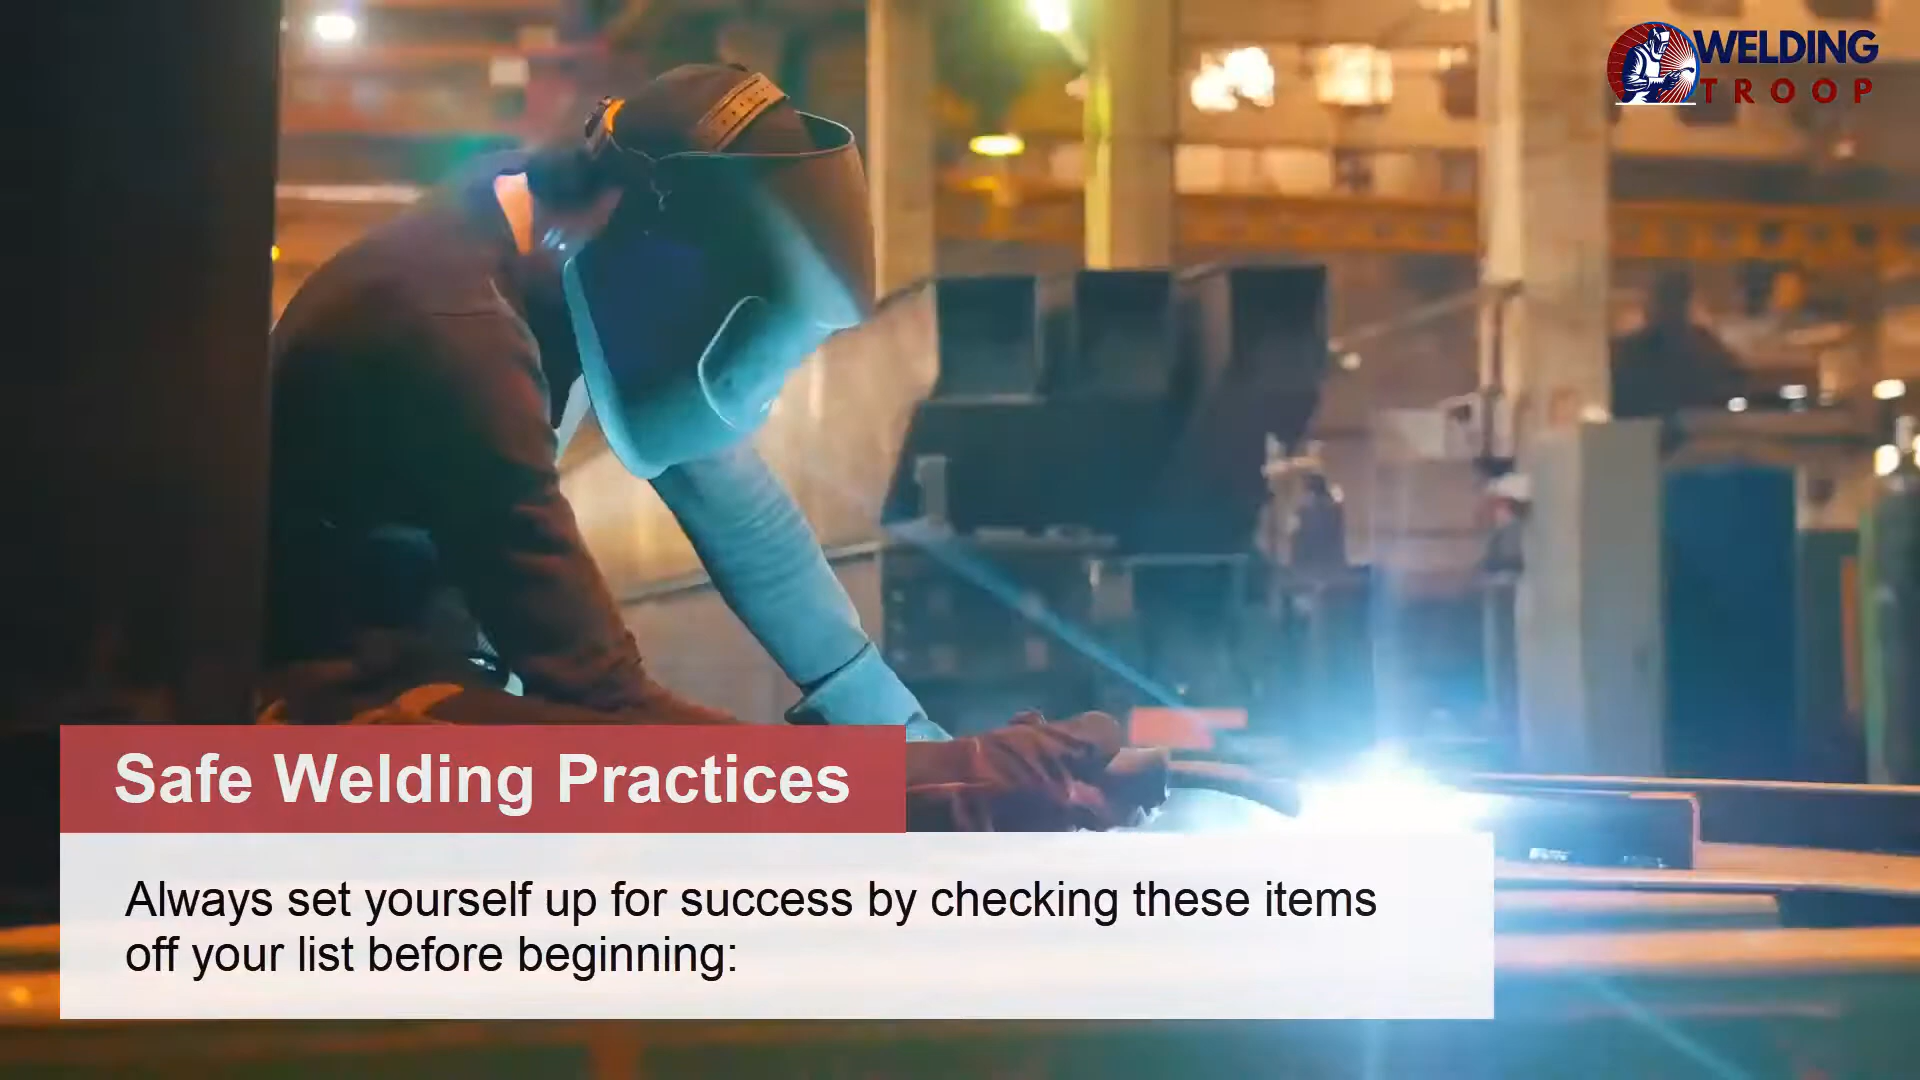 WELDING
TROOP
Safe Welding Practices
Always set yourself up for success by checking these items
off your list before beginning: